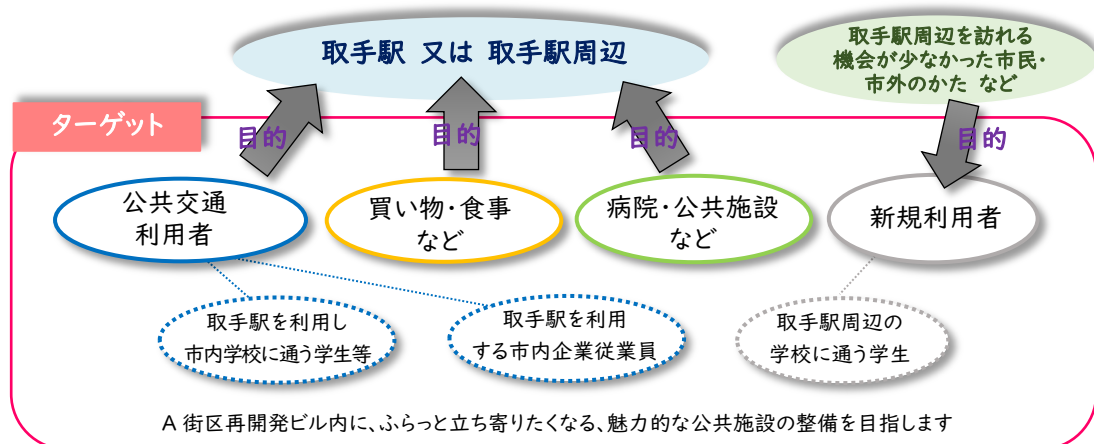 取手駅 又は 取手駅周辺
取手駅周辺を訪れる
機会が少なかった市民・
市外のかた など
ターゲット
目的
目的
目的
目的
公共交通
利用者
買い物・食事
など
病院・公共施設
など
新規利用者
取手駅を利用し
市内学校に通う学生等
取手駅を利用
する市内企業従業員
取手駅周辺の
学校に通う学生
A 街区再開発ビル内に、ふらっと立ち寄りたくなる、魅力的な公共施設の整備を目指します